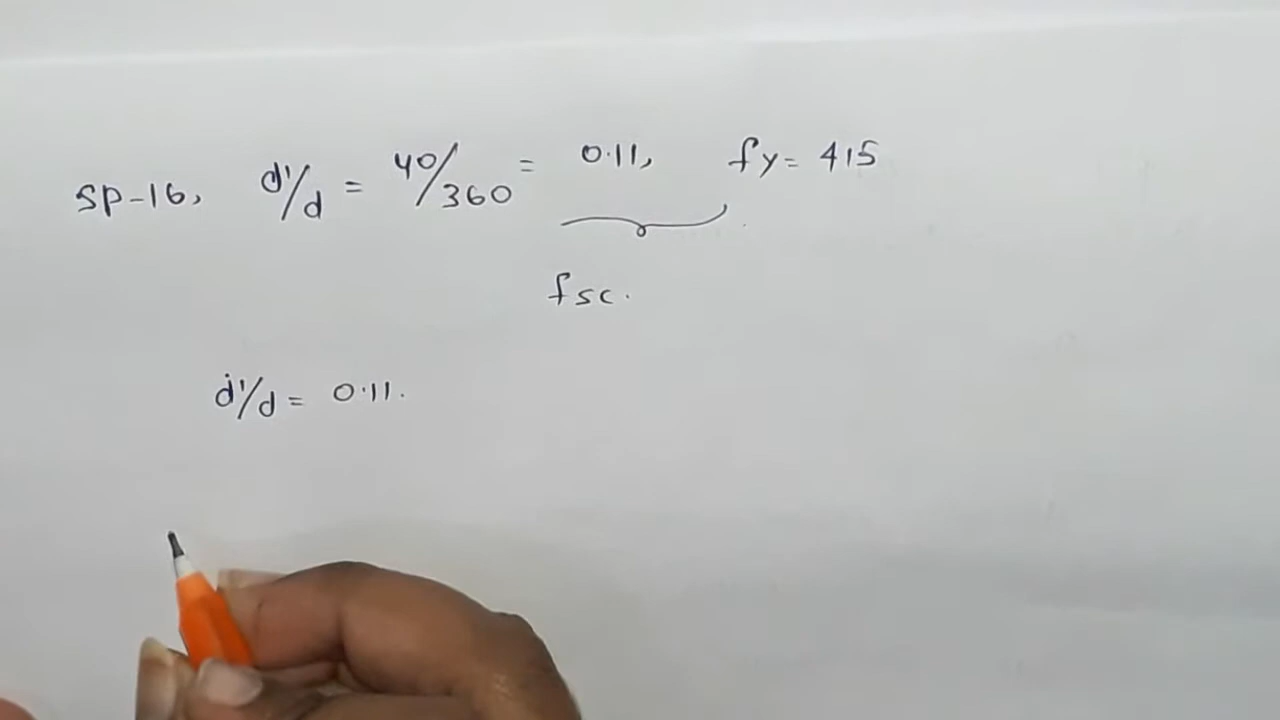 SP-16, d'/d = 40/360 = 0.11, fy = 415
fsc.
d'/d = 0.11.